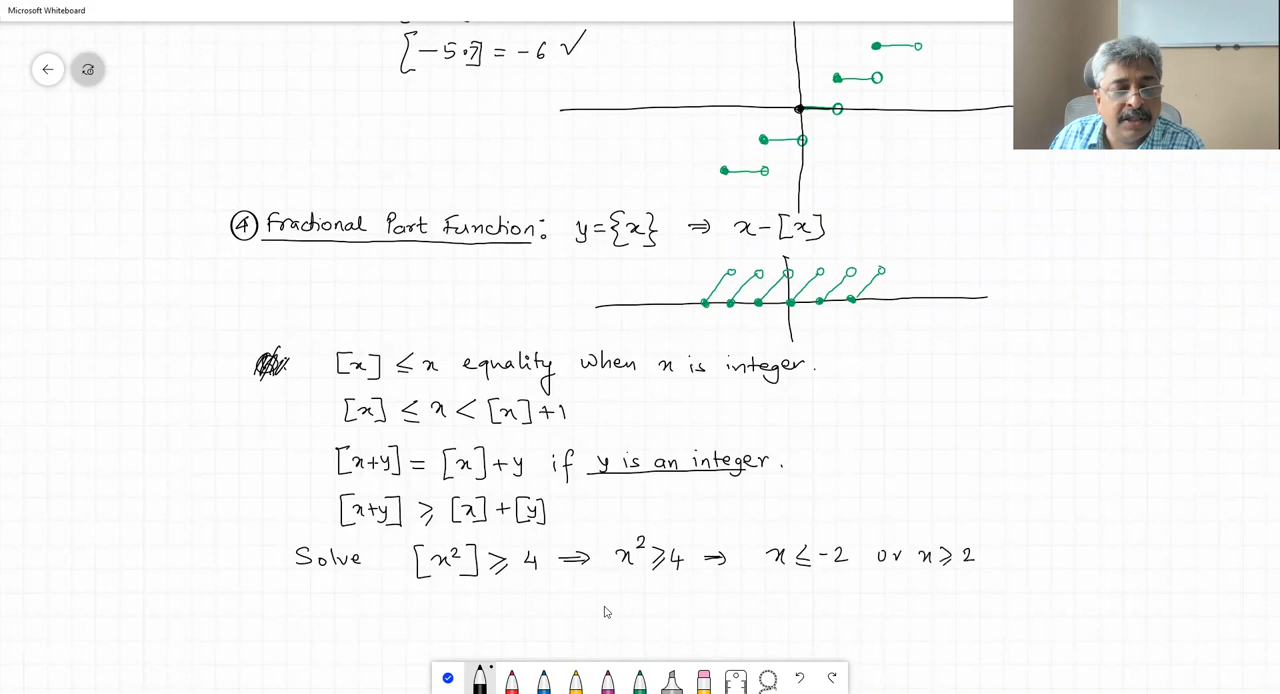 Microsoft Whiteboard
[-5.7] = -6 ✓
④ Fractional Part Function: y={x} ⇒ x-[x]
[x] ≤ x equality when x is integer.
[x] ≤ x < [x]+1
[x+y] = [x]+y if y is an integer.
[x+y] ≥ [x]+[y]
Solve [x²] ≥ 4 ⇒ x² ≥ 4 ⇒ x ≤ -2 or x ≥ 2